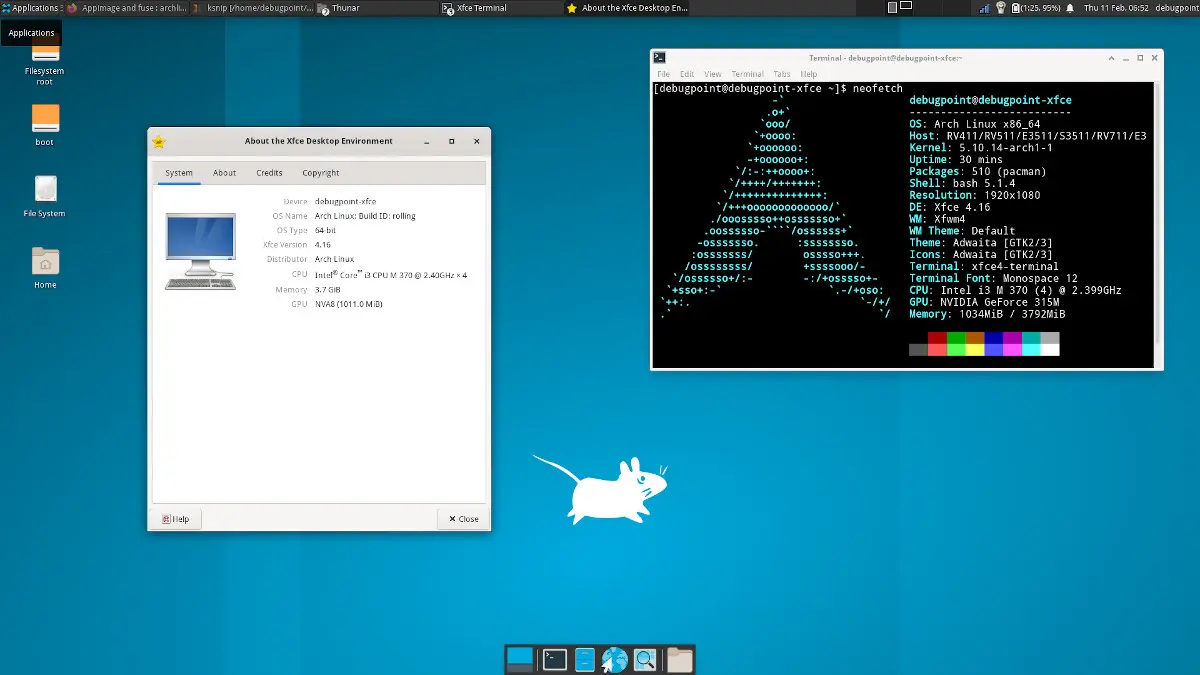 Applications
AppImage and fuse : archli...
ksnip [/home/debugpoint/...
Thunar
Xfce Terminal
About the Xfce Desktop En...
(1:25, 95%)
Thu 11 Feb, 06:52
debugpoint
Applications
Filesystem
root
boot
File System
Home
About the Xfce Desktop Environment
System
About
Credits
Copyright
Device debugpoint-xfce
OS Name Arch Linux; Build ID: rolling
OS Type 64-bit
Xfce Version 4.16
Distributor Arch Linux
CPU Intel® Core™ i3 CPU M 370 @ 2.40GHz × 4
Memory 3.7 GiB
GPU NVA8 (1011.0 MiB)
Help
Close
Terminal - debugpoint@debugpoint-xfce:~
File Edit View Terminal Tabs Help
[debugpoint@debugpoint-xfce ~]$ neofetch
debugpoint@debugpoint-xfce
--------------------------
OS: Arch Linux x86_64
Host: RV411/RV511/E3511/S3511/RV711/E3
Kernel: 5.10.14-arch1-1
Uptime: 30 mins
Packages: 510 (pacman)
Shell: bash 5.1.4
Resolution: 1920x1080
DE: Xfce 4.16
WM: Xfwm4
WM Theme: Default
Theme: Adwaita [GTK2/3]
Icons: Adwaita [GTK2/3]
Terminal: xfce4-terminal
Terminal Font: Monospace 12
CPU: Intel i3 M 370 (4) @ 2.399GHz
GPU: NVIDIA GeForce 315M
Memory: 1034MiB / 3792MiB